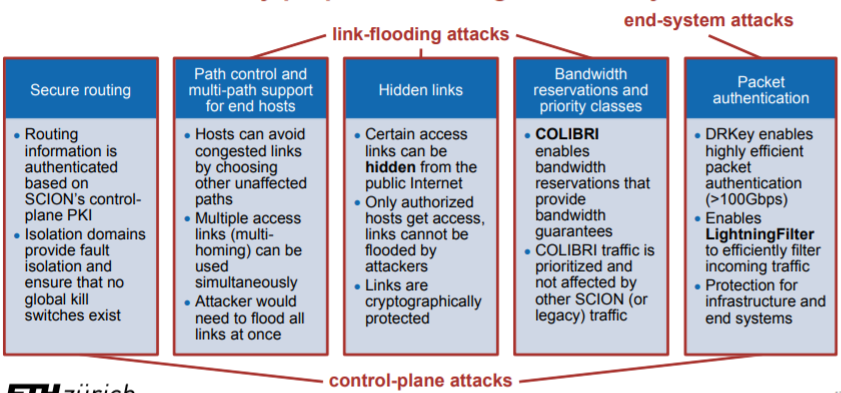 link-flooding attacks
end-system attacks
Secure routing
• Routing
information is
authenticated
based on
SCION's control-
plane PKI
• Isolation domains
provide fault
isolation and
ensure that no
global kill
switches exist
Path control and
multi-path support
for end hosts
• Hosts can avoid
congested links
by choosing
other unaffected
paths
• Multiple access
links (multi-
homing) can be
used
simultaneously
• Attacker would
need to flood all
links at once
Hidden links
• Certain access
links can be
hidden from the
public Internet
• Only authorized
hosts get access,
links cannot be
flooded by
attackers
• Links are
cryptographically
protected
Bandwidth
reservations and
priority classes
• COLIBRI
enables
bandwidth
reservations that
provide
bandwidth
guarantees
• COLIBRI traffic is
prioritized and
not affected by
other SCION (or
legacy) traffic
Packet
authentication
• DRKey enables
highly efficient
packet
authentication
(>100Gbps)
• Enables
LightningFilter
to efficiently filter
incoming traffic
• Protection for
infrastructure and
end systems
control-plane attacks
ETH zürich